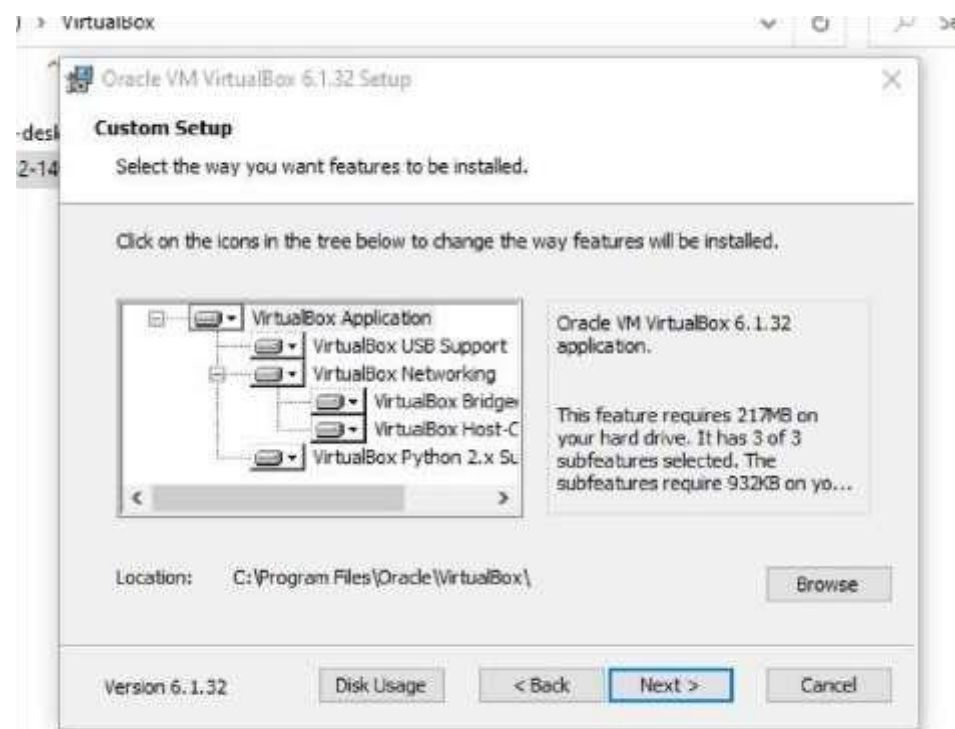 ) > VirtualBox
Oracle VM VirtualBox 6.1.32 Setup
Custom Setup
-desk
Select the way you want features to be installed.
2-14
Click on the icons in the tree below to change the way features will be installed.
VirtualBox Application
VirtualBox USB Support
VirtualBox Networking
VirtualBox Bridge
VirtualBox Host-C
VirtualBox Python 2.x Su
Oracle VM VirtualBox 6.1.32
application.
This feature requires 217MB on
your hard drive. It has 3 of 3
subfeatures selected. The
subfeatures require 932KB on yo...
Location: C:\Program Files\Oracle\VirtualBox\
Browse
Version 6.1.32
Disk Usage
< Back
Next >
Cancel